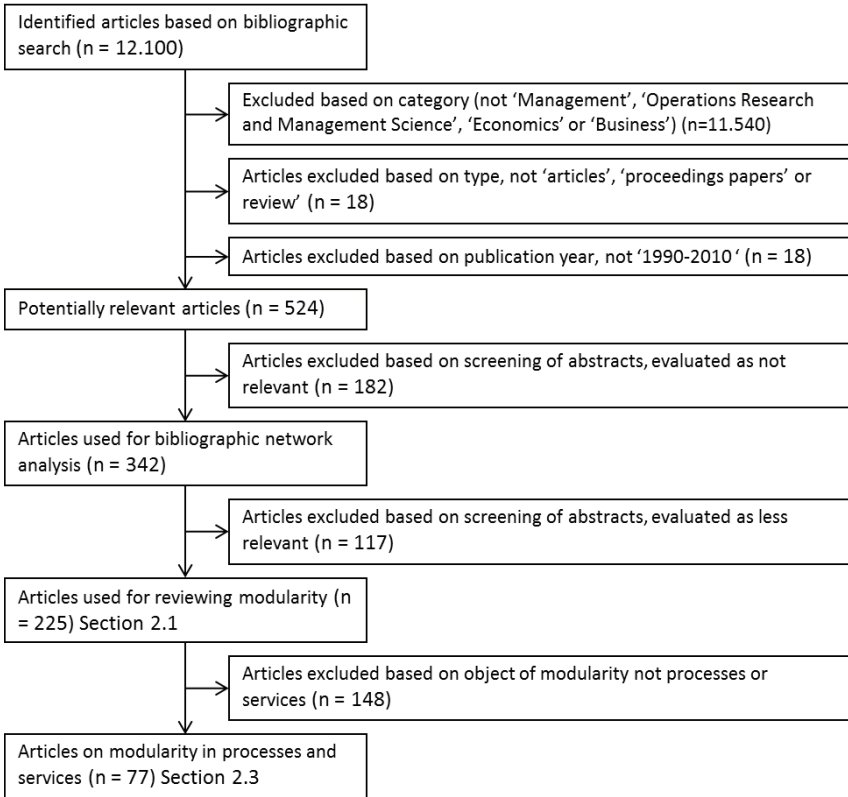 Identified articles based on bibliographic
search (n = 12.100)
Excluded based on category (not ‘Management’, ‘Operations Research
and Management Science’, ‘Economics’ or ‘Business’) (n=11.540)
Articles excluded based on type, not ‘articles’, ‘proceedings papers’ or
review’ (n = 18)
Articles excluded based on publication year, not ‘1990-2010 ‘ (n = 18)
Potentially relevant articles (n = 524)
Articles excluded based on screening of abstracts, evaluated as not
relevant (n = 182)
Articles used for bibliographic network
analysis (n = 342)
Articles excluded based on screening of abstracts, evaluated as less
relevant (n = 117)
Articles used for reviewing modularity (n
= 225) Section 2.1
Articles excluded based on object of modularity not processes or
services (n = 148)
Articles on modularity in processes and
services (n = 77) Section 2.3